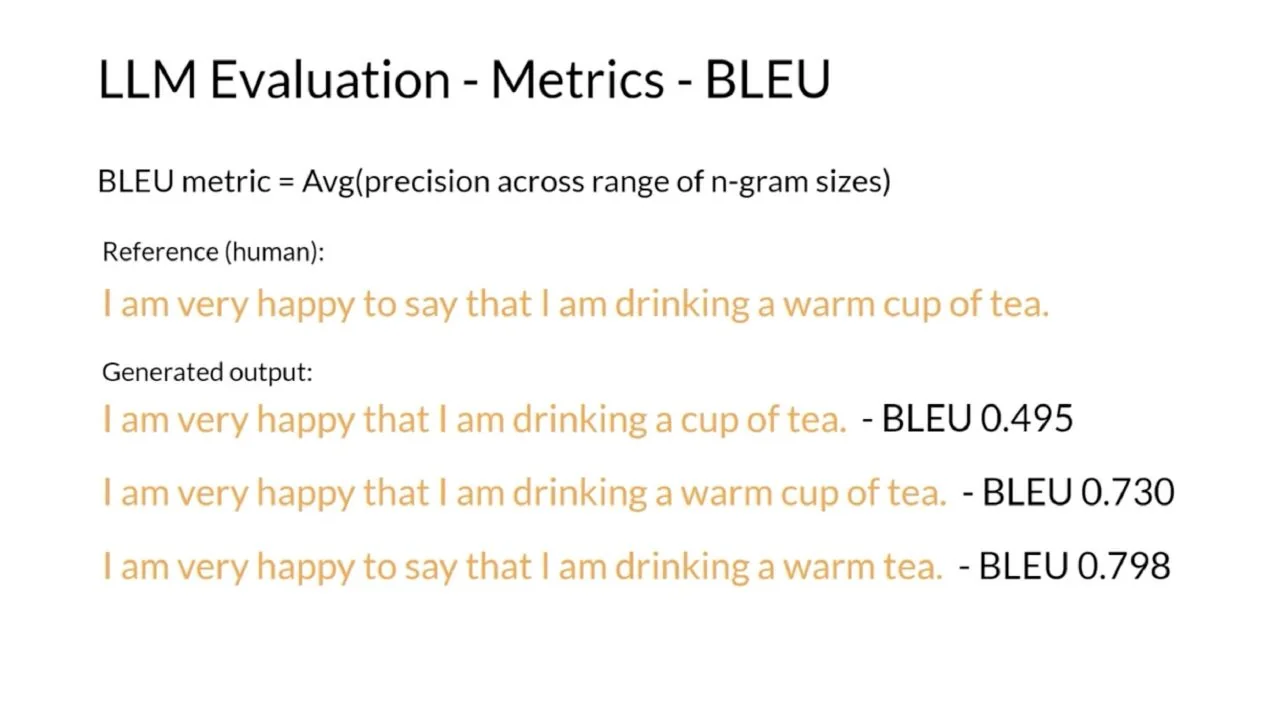 LLM Evaluation - Metrics - BLEU
BLEU metric = Avg(precision across range of n-gram sizes)
Reference (human):
I am very happy to say that I am drinking a warm cup of tea.
Generated output:
I am very happy that I am drinking a cup of tea. - BLEU 0.495
I am very happy that I am drinking a warm cup of tea. - BLEU 0.730
I am very happy to say that I am drinking a warm tea. - BLEU 0.798